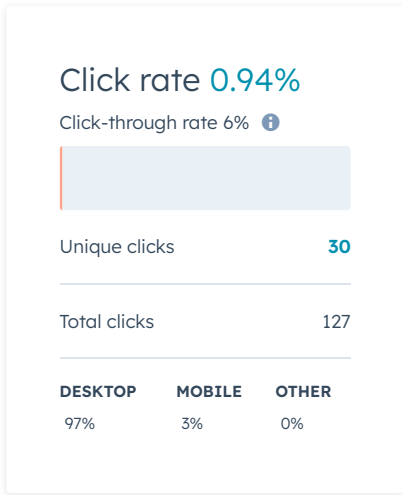 Click rate 0.94%
Click-through rate 6%
Unique clicks 30
Total clicks 127
DESKTOP MOBILE OTHER
97% 3% 0%